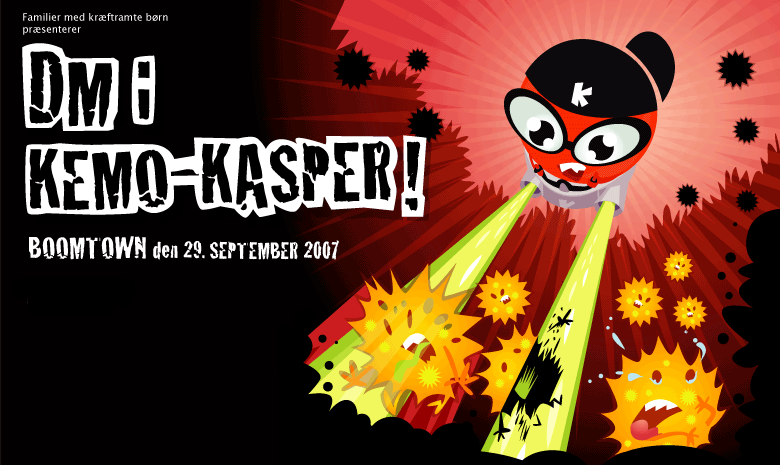 Familier med kræftramte børn
præsenterer
DM i
KEMO-KASPER!
BOOMTOWN den 29. SEPTEMBER 2007
K